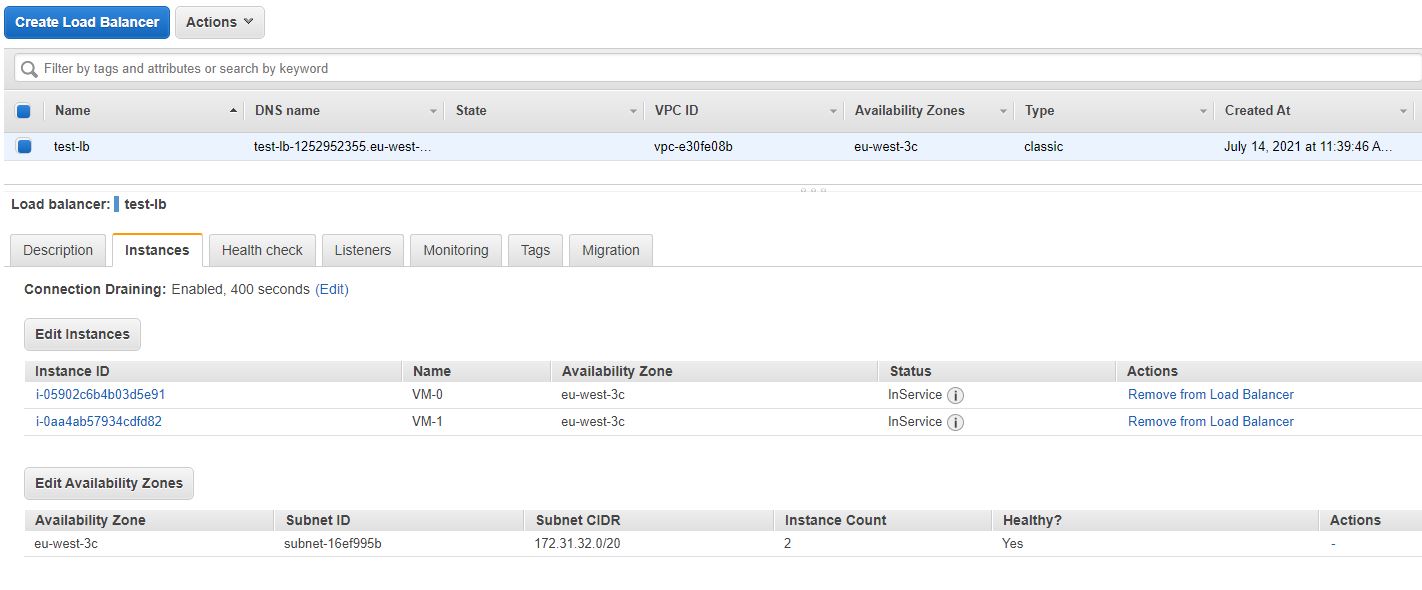 Create Load Balancer Actions
Filter by tags and attributes or search by keyword
Name DNS name State VPC ID Availability Zones Type Created At
test-lb test-lb-1252952355.eu-west-... vpc-e30fe08b eu-west-3c classic July 14, 2021 at 11:39:46 A...
Load balancer: test-lb
Description Instances Health check Listeners Monitoring Tags Migration
Connection Draining: Enabled, 400 seconds (Edit)
Edit Instances
Instance ID Name Availability Zone Status Actions
i-05902c6b4b03d5e91 VM-0 eu-west-3c InService i Remove from Load Balancer
i-0aa4ab57934cdfd82 VM-1 eu-west-3c InService i Remove from Load Balancer
Edit Availability Zones
Availability Zone Subnet ID Subnet CIDR Instance Count Healthy? Actions
eu-west-3c subnet-16ef995b 172.31.32.0/20 2 Yes -